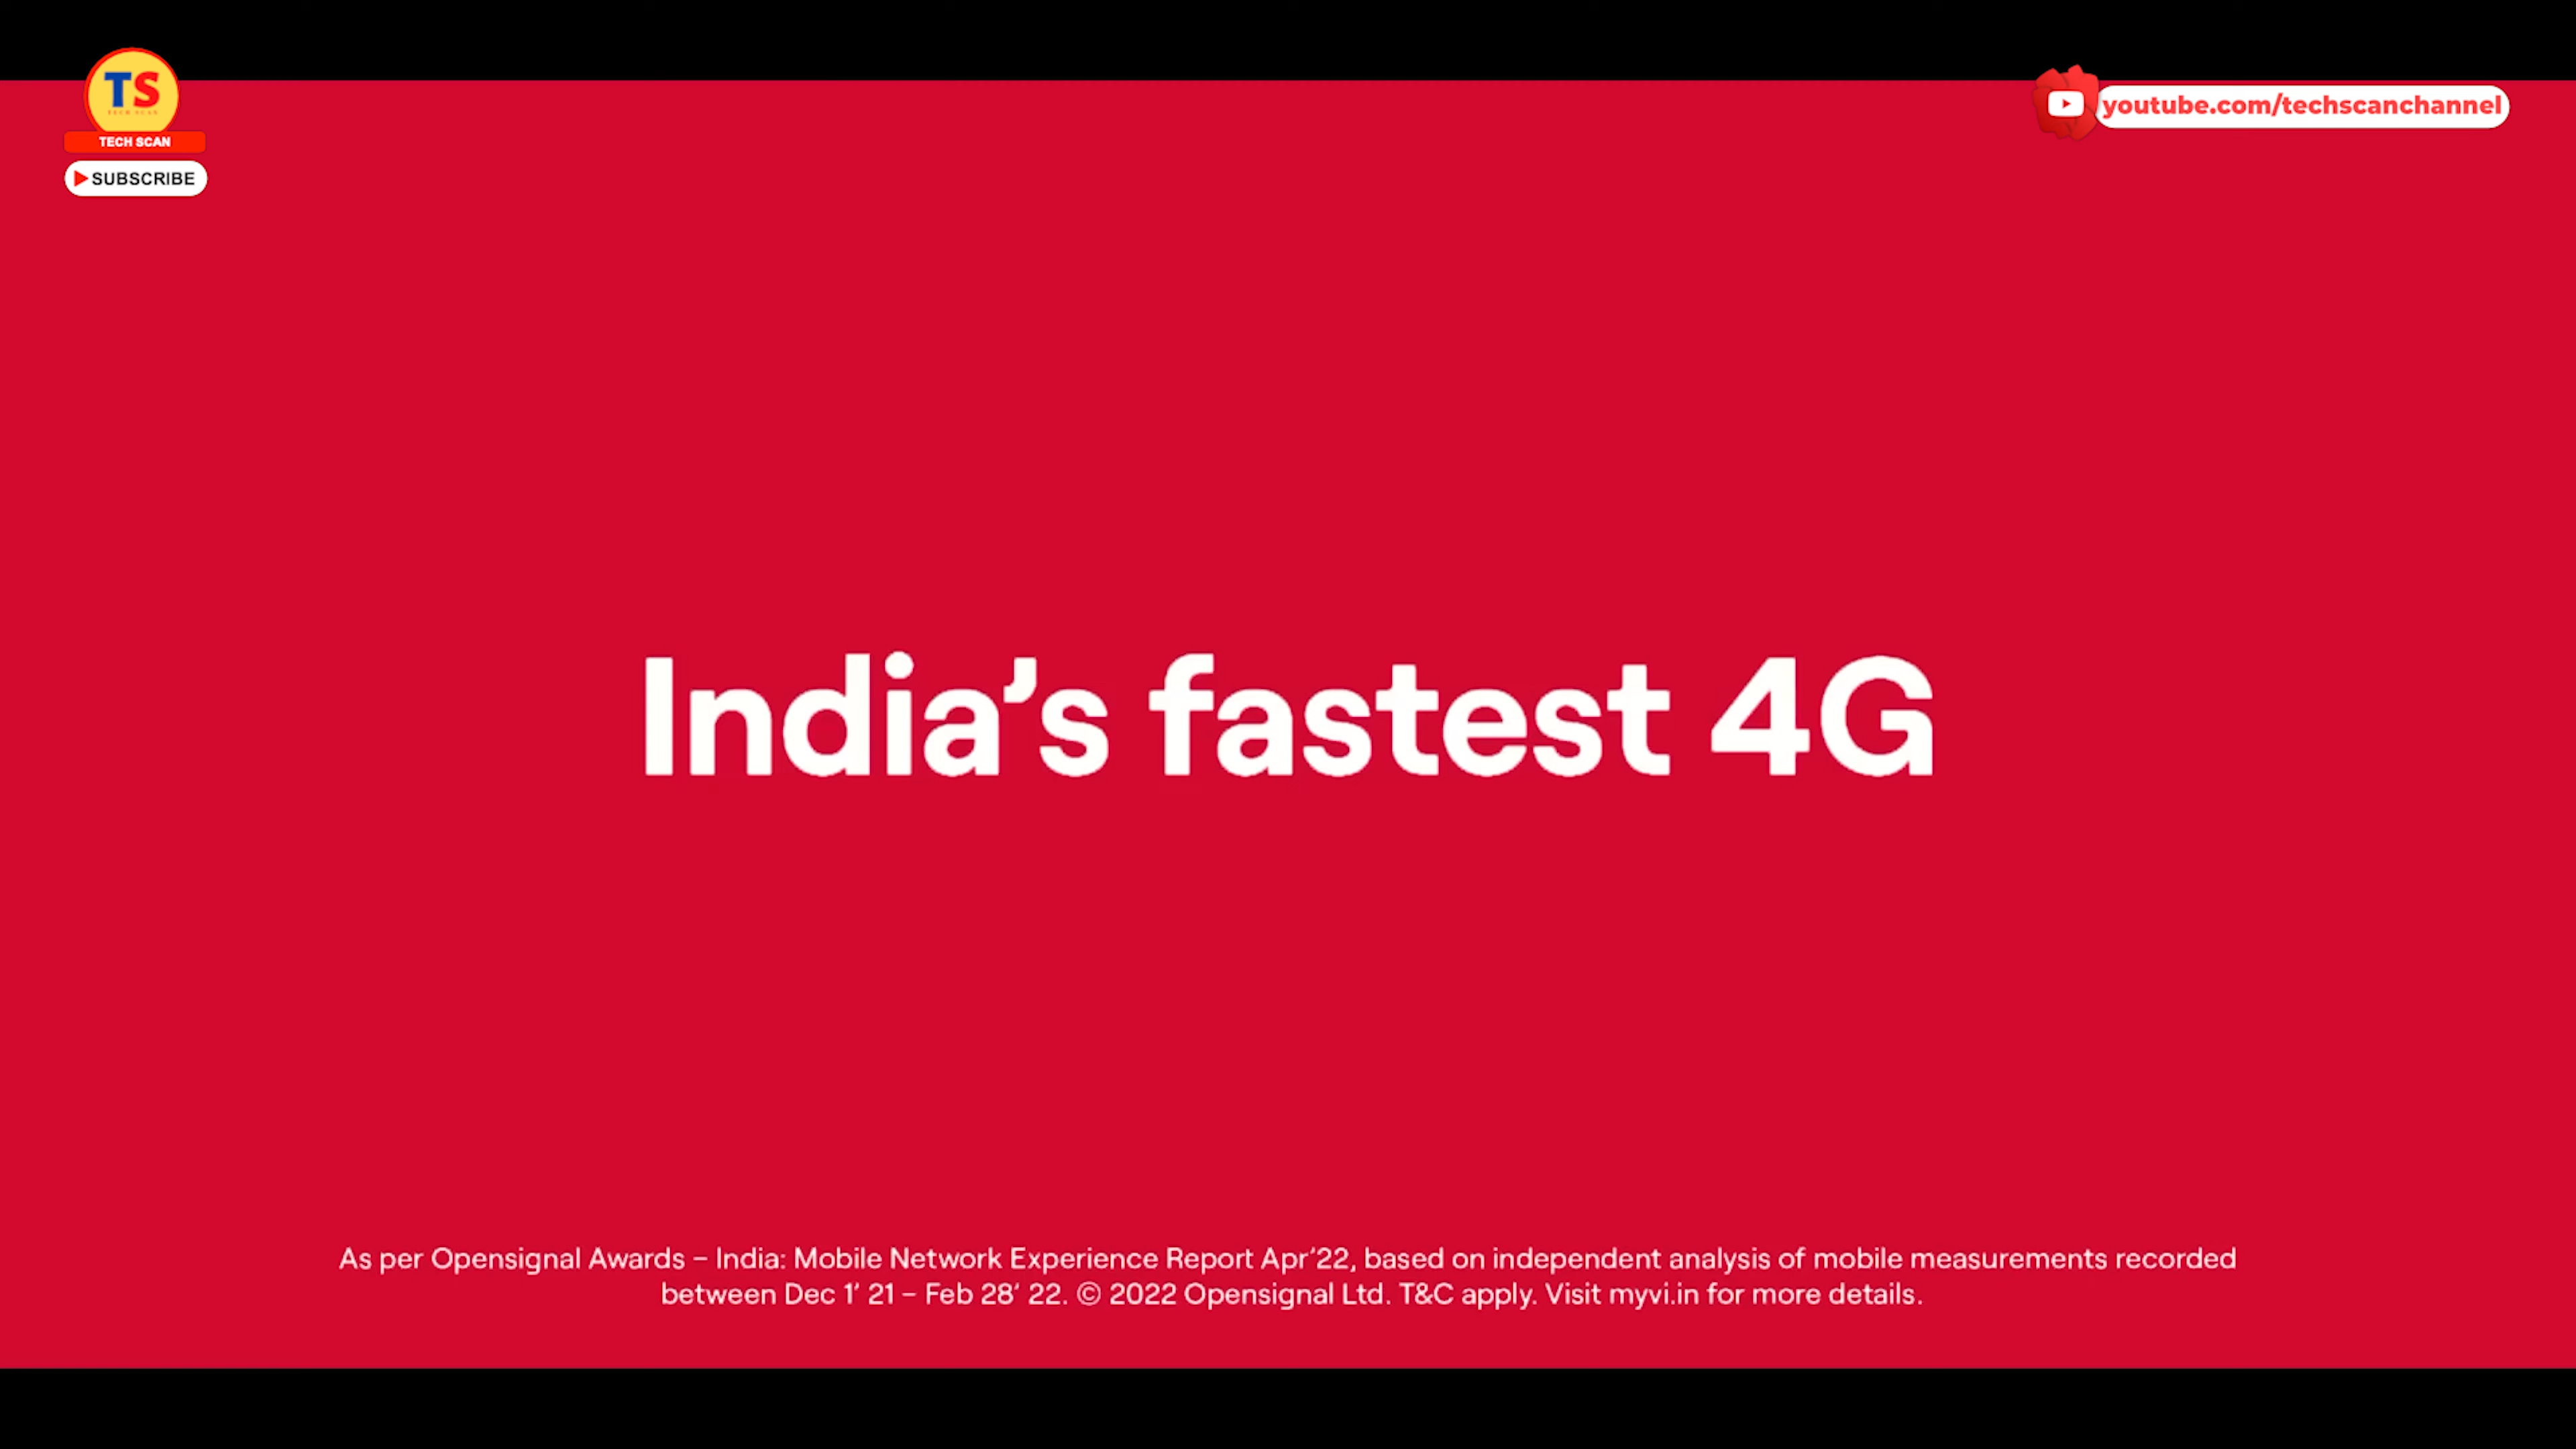 TS
TECH SCAN
SUBSCRIBE
youtube.com/techscanchannel
India’s fastest 4G
As per Opensignal Awards – India: Mobile Network Experience Report Apr‘22, based on independent analysis of mobile measurements recorded
between Dec 1’ 21 – Feb 28’ 22. © 2022 Opensignal Ltd. T&C apply. Visit myvi.in for more details.